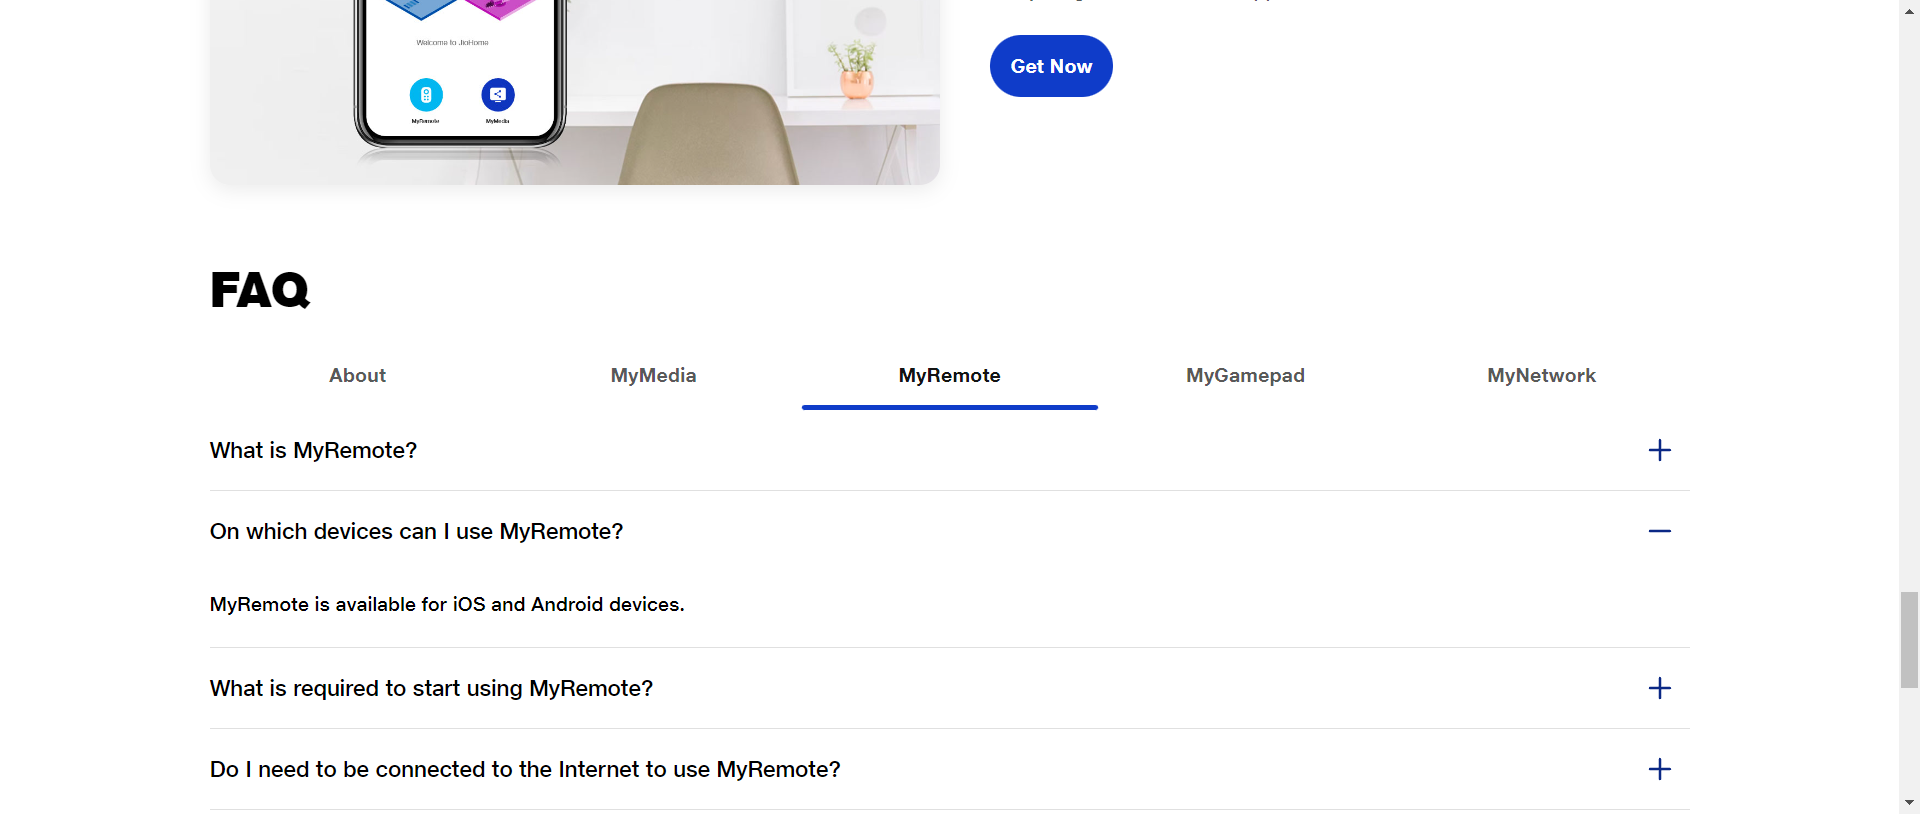 Welcome to JioHome
MyRemote
MyMedia
Get Now
FAQ
About
MyMedia
MyRemote
MyGamepad
MyNetwork
What is MyRemote?
On which devices can I use MyRemote?
MyRemote is available for iOS and Android devices.
What is required to start using MyRemote?
Do I need to be connected to the Internet to use MyRemote?